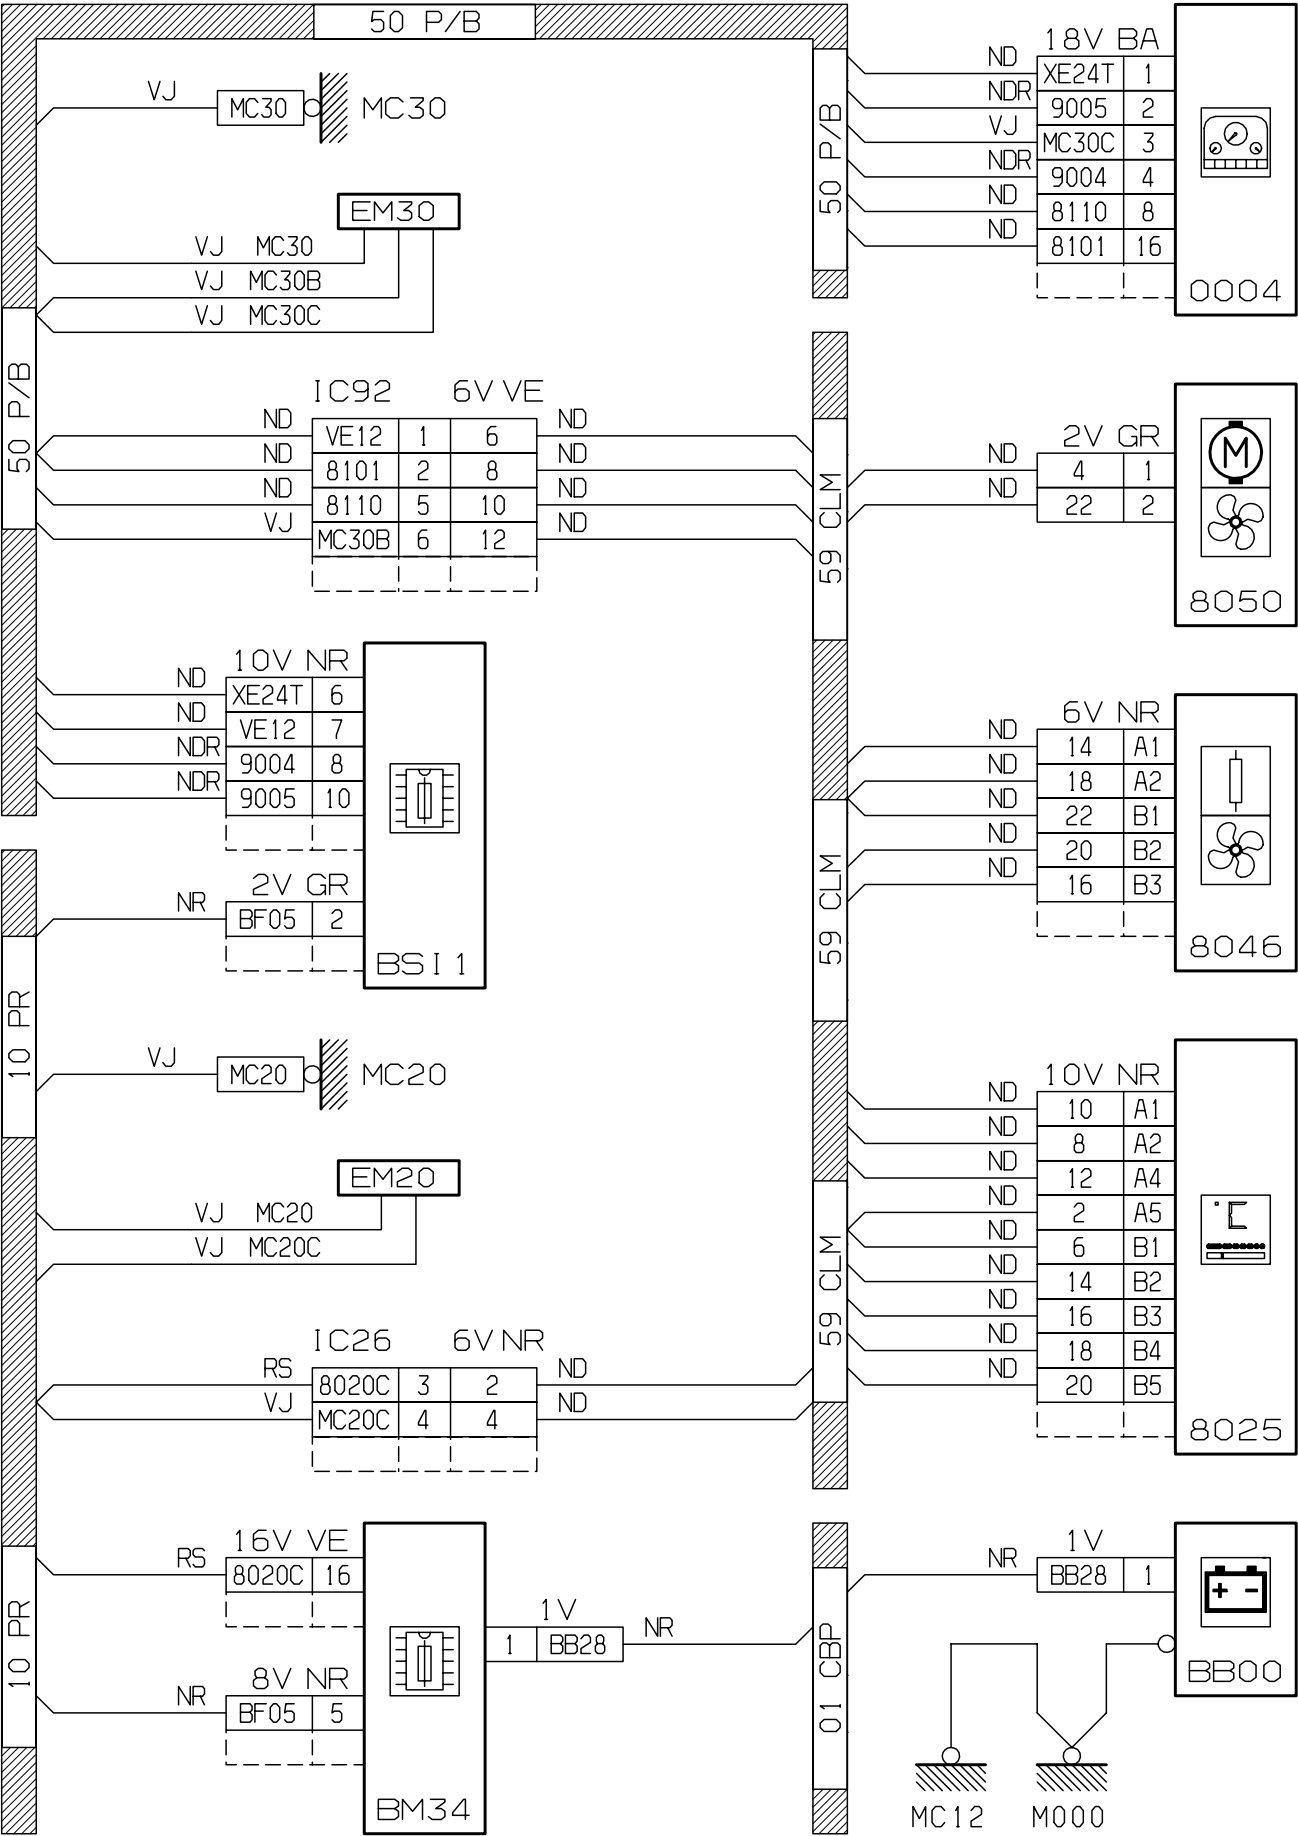 50 P/B
VJ MC30 MC30
EM30
VJ MC30
VJ MC30B
VJ MC30C
50 P/B
IC92 6V VE
ND VE12 1 6 ND
ND 8101 2 8 ND
ND 8110 5 10 ND
VJ MC30B 6 12 ND
10V NR
ND XE24T 6
ND VE12 7
NDR 9004 8
NDR 9005 10
2V GR
NR BF05 2
BSI1
10 PR
VJ MC20 MC20
EM20
VJ MC20
VJ MC20C
IC26 6V NR
RS 8020C 3 2 ND
VJ MC20C 4 4 ND
10 PR
16V VE
RS 8020C 16
1V
1 BB28 NR
8V NR
NR BF05 5
BM34
50 P/B
18V BA
ND XE24T 1
NDR 9005 2
VJ MC30C 3
NDR 9004 4
ND 8110 8
ND 8101 16
0004
59 CLM
2V GR
ND 4 1
ND 22 2
M
8050
59 CLM
6V NR
ND 14 A1
ND 18 A2
ND 22 B1
ND 20 B2
ND 16 B3
8046
59 CLM
10V NR
ND 10 A1
ND 8 A2
ND 12 A4
ND 2 A5
ND 6 B1
ND 14 B2
ND 16 B3
ND 18 B4
ND 20 B5
°C
8025
01 CBP
1V
NR BB28 1
+ -
BB00
MC12 M000